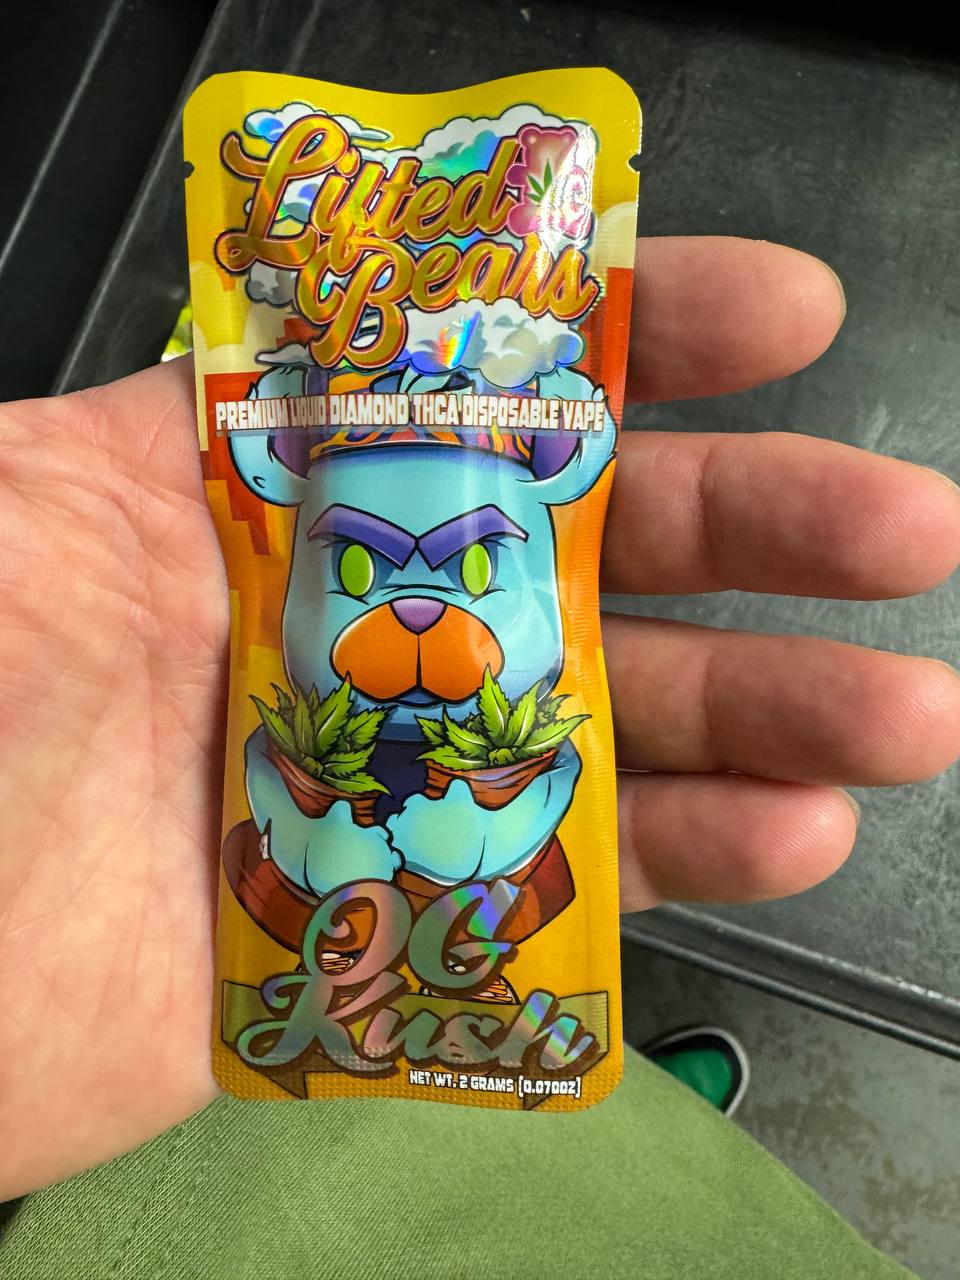 Lifted
Bears
PREMIUM LIQUID DIAMOND THCA DISPOSABLE VAPE
OG
Kush
NET WT. 2 GRAMS (0.070OZ)